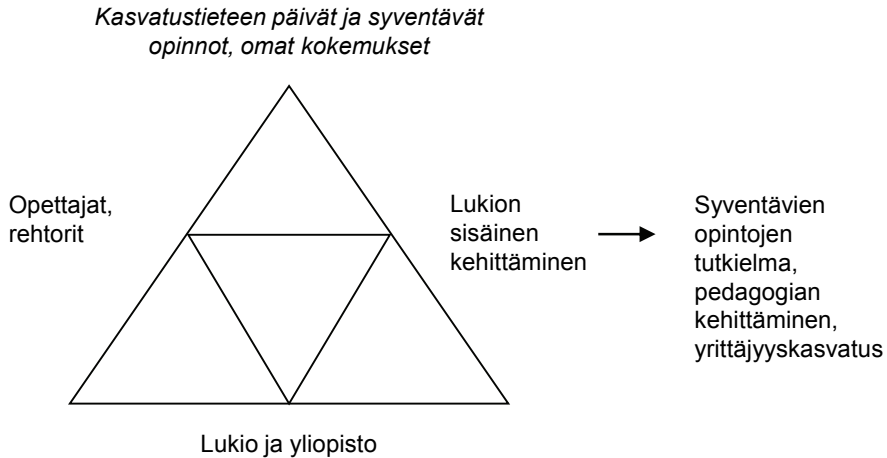 Kasvatustieteen päivät ja syventävät
opinnot, omat kokemukset
Opettajat,
rehtorit
Lukion
sisäinen
kehittäminen
Syventävien
opintojen
tutkielma,
pedagogian
kehittäminen,
yrittäjyyskasvatus
Lukio ja yliopisto